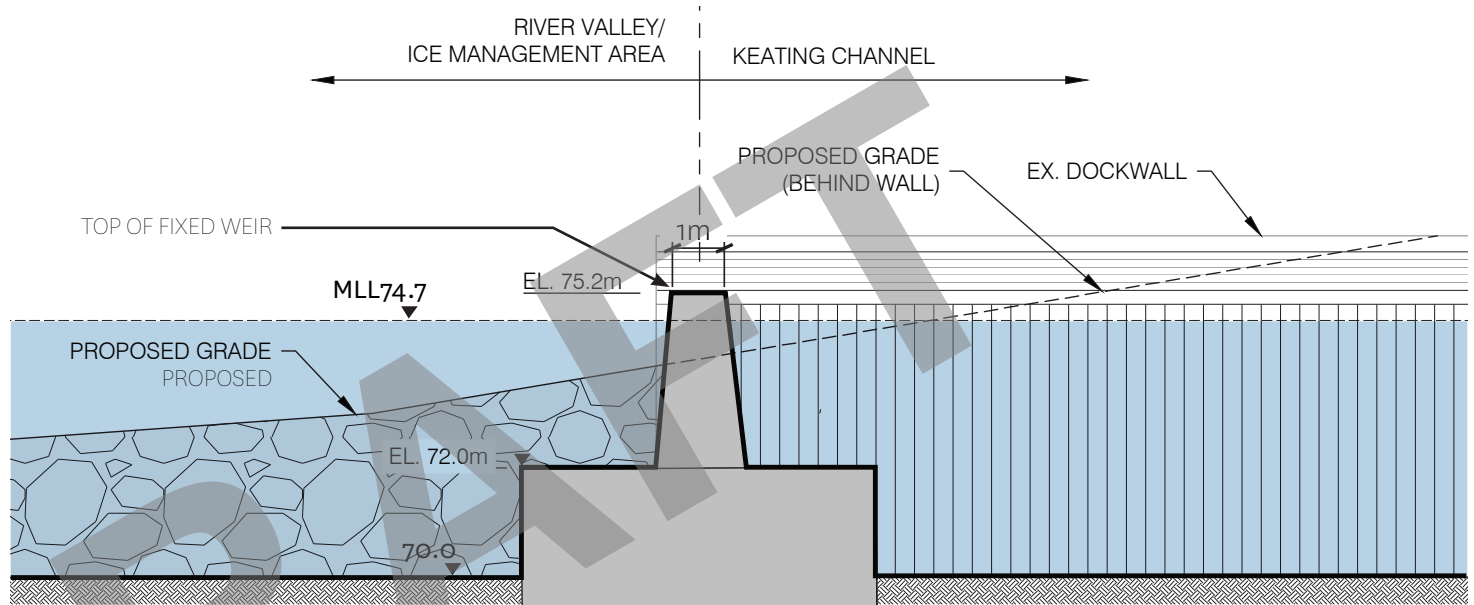 RIVER VALLEY/
ICE MANAGEMENT AREA
KEATING CHANNEL
PROPOSED GRADE
(BEHIND WALL)
EX. DOCKWALL
TOP OF FIXED WEIR
1m
EL. 75.2m
MLL74.7
PROPOSED GRADE
PROPOSED
EL. 72.0m
70.0
DRAFT